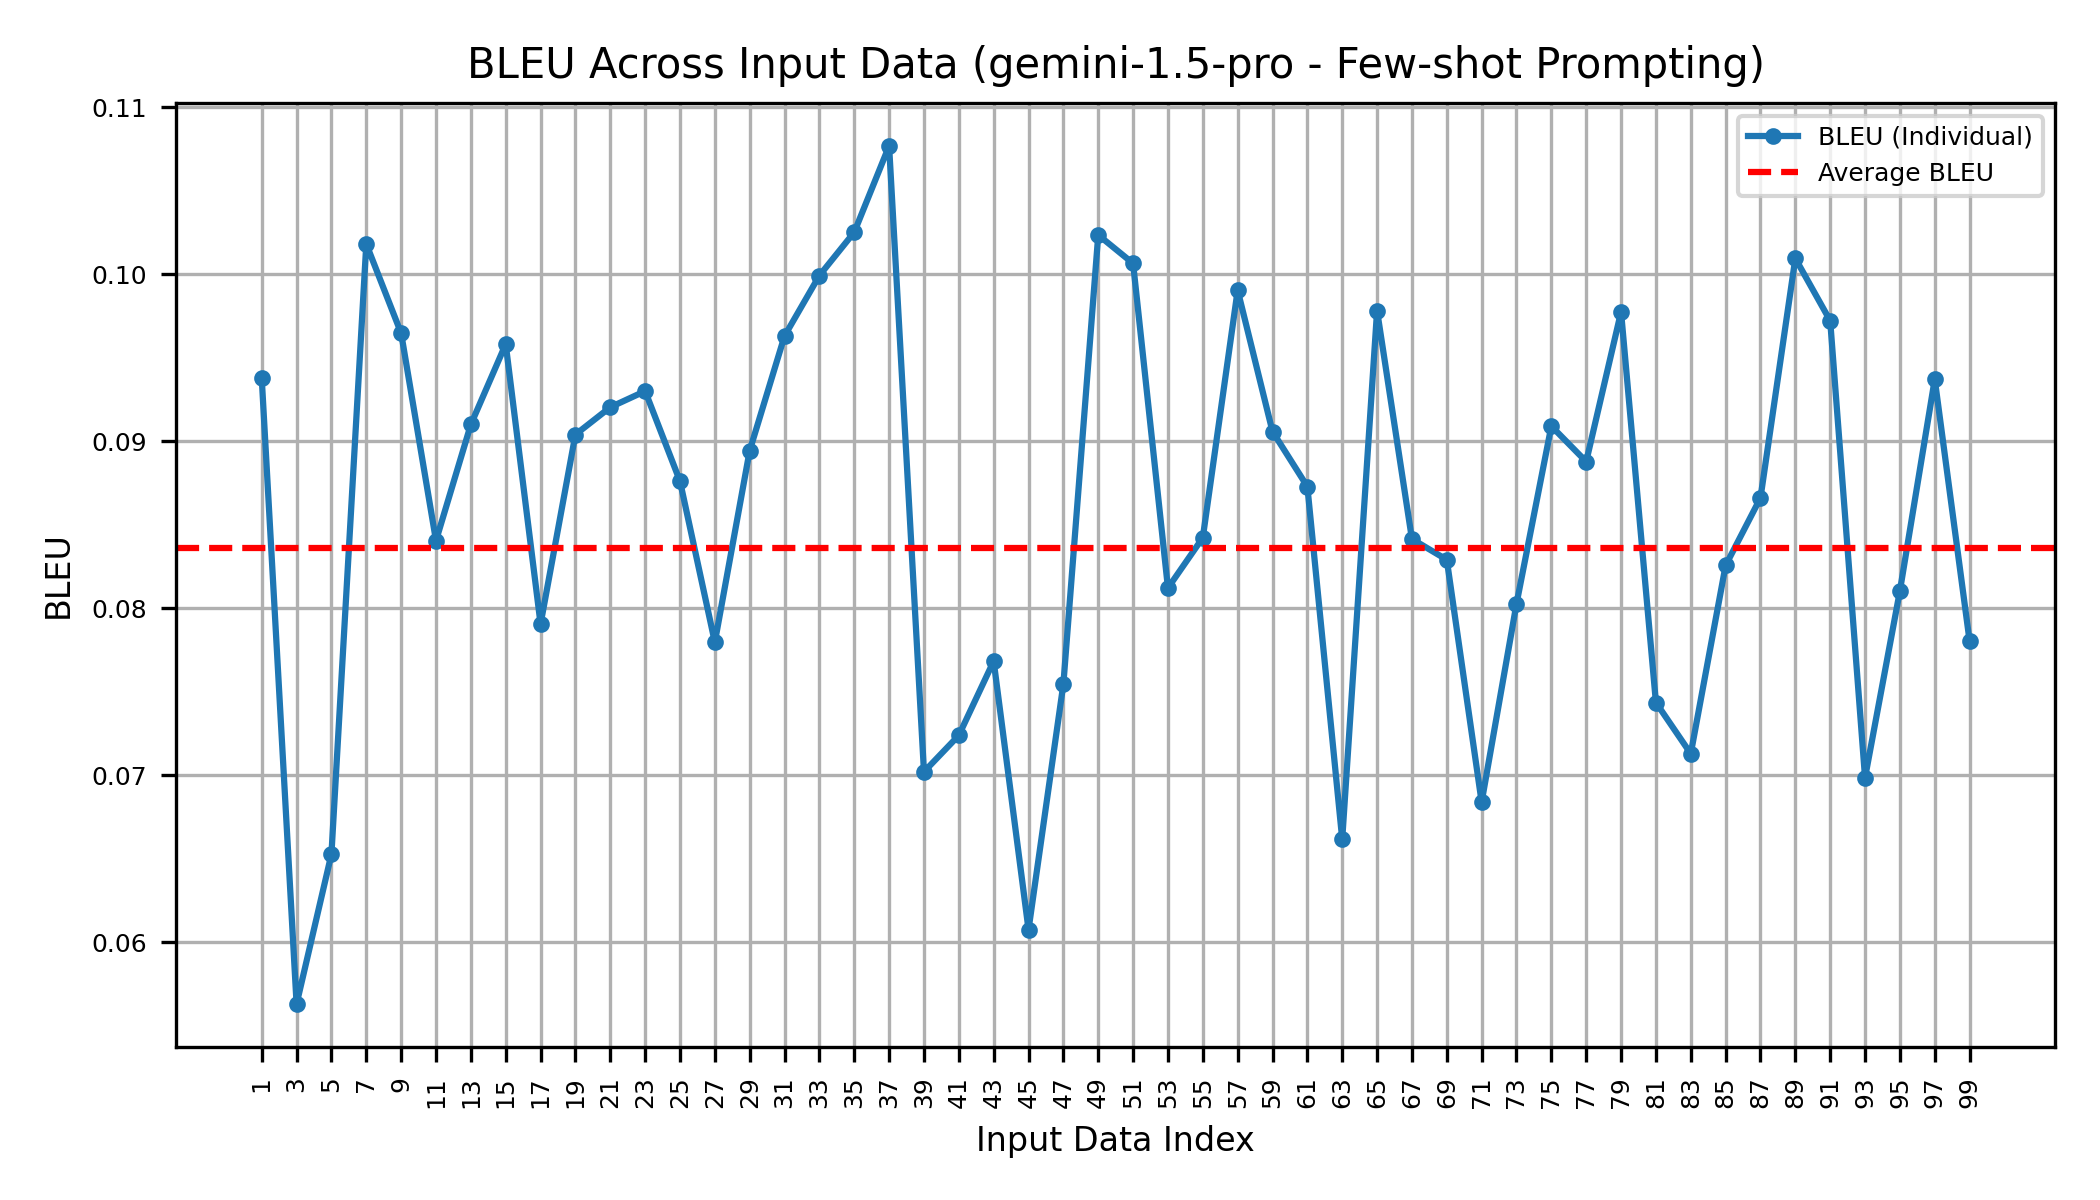 BLEU Across Input Data (gemini-1.5-pro - Few-shot Prompting)
BLEU (Individual)
Average BLEU
BLEU
0.11
0.10
0.09
0.08
0.07
0.06
1 3 5 7 9 11 13 15 17 19 21 23 25 27 29 31 33 35 37 39 41 43 45 47 49 51 53 55 57 59 61 63 65 67 69 71 73 75 77 79 81 83 85 87 89 91 93 95 97 99
Input Data Index